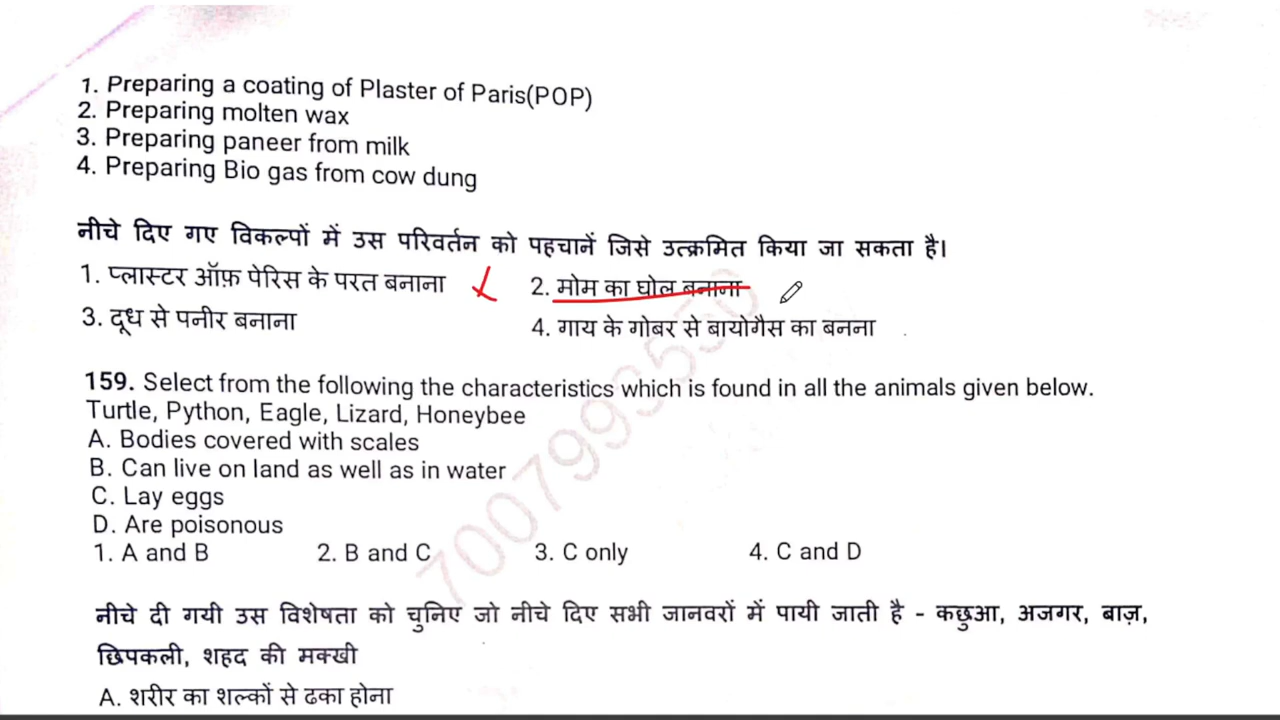 1. Preparing a coating of Plaster of Paris(POP)
2. Preparing molten wax
3. Preparing paneer from milk
4. Preparing Bio gas from cow dung
नीचे दिए गए विकल्पों में उस परिवर्तन को पहचानें जिसे उत्क्रमित किया जा सकता है।
1. प्लास्टर ऑफ़ पेरिस के परत बनाना 2. मोम का घोल बनाना
3. दूध से पनीर बनाना 4. गाय के गोबर से बायोगैस का बनना
159. Select from the following the characteristics which is found in all the animals given below.
Turtle, Python, Eagle, Lizard, Honeybee
A. Bodies covered with scales
B. Can live on land as well as in water
C. Lay eggs
D. Are poisonous
1. A and B 2. B and C 3. C only 4. C and D
नीचे दी गयी उस विशेषता को चुनिए जो नीचे दिए सभी जानवरों में पायी जाती है - कछुआ, अजगर, बाज़,
छिपकली, शहद की मक्खी
A. शरीर का शल्कों से ढका होना
7007993530